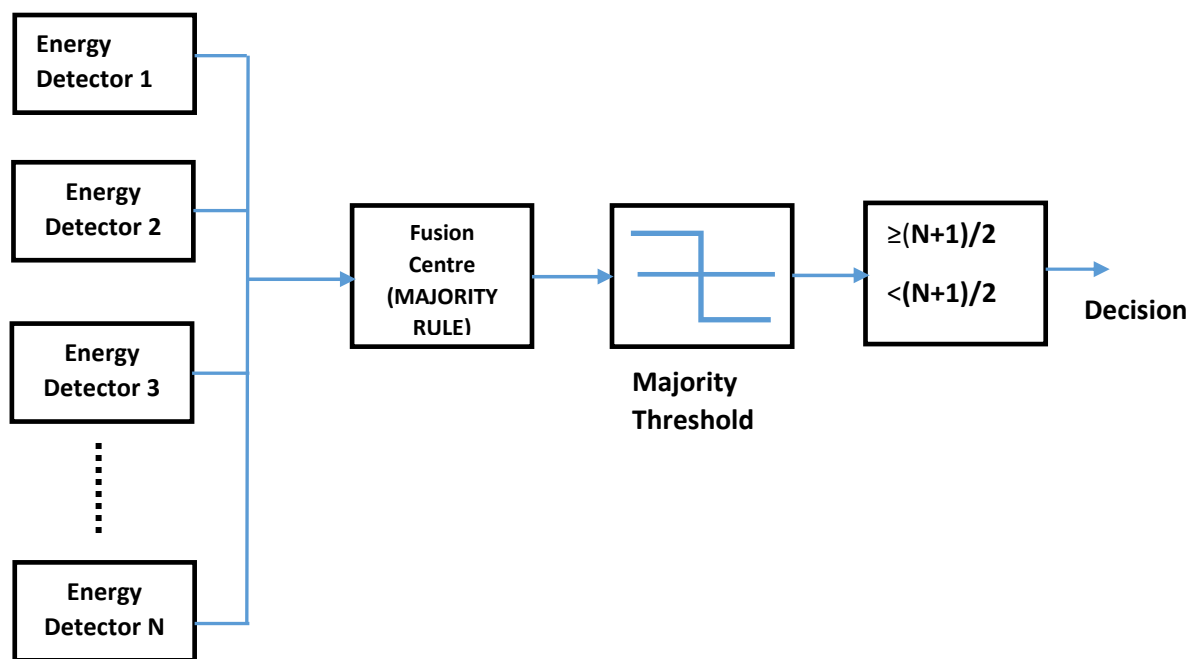 Energy
Detector 1
Energy
Detector 2
Energy
Detector 3
Energy
Detector N
Fusion
Centre
(MAJORITY
RULE)
Majority
Threshold
≥(N+1)/2
<(N+1)/2
Decision